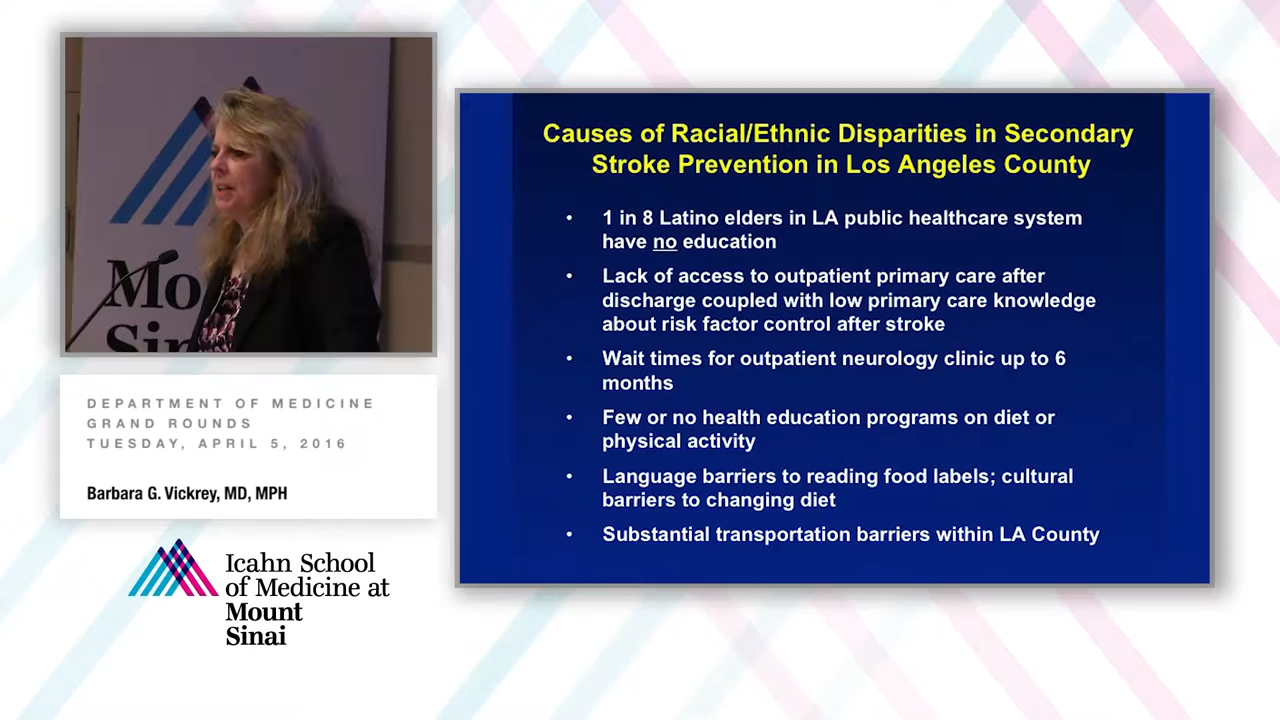 Mo
Sin
DEPARTMENT OF MEDICINE
GRAND ROUNDS
TUESDAY, APRIL 5, 2016
Barbara G. Vickrey, MD, MPH
Icahn School
of Medicine at
Mount
Sinai
Causes of Racial/Ethnic Disparities in Secondary
Stroke Prevention in Los Angeles County
• 1 in 8 Latino elders in LA public healthcare system
have no education
• Lack of access to outpatient primary care after
discharge coupled with low primary care knowledge
about risk factor control after stroke
• Wait times for outpatient neurology clinic up to 6
months
• Few or no health education programs on diet or
physical activity
• Language barriers to reading food labels; cultural
barriers to changing diet
• Substantial transportation barriers within LA County